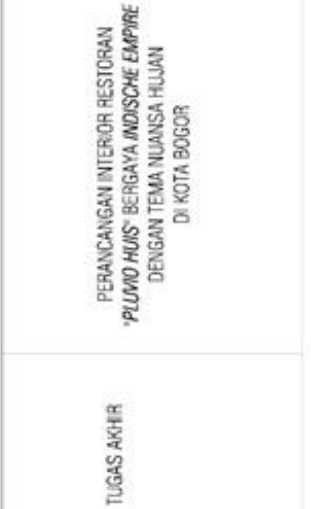 TUGAS AKHIR
PERANCANGAN INTERIOR RESTORAN
"PLUVIO HUIS" BERGAYA INDISCHE EMPIRE
DENGAN TEMA NUANSA HUJAN
DI KOTA BOGOR